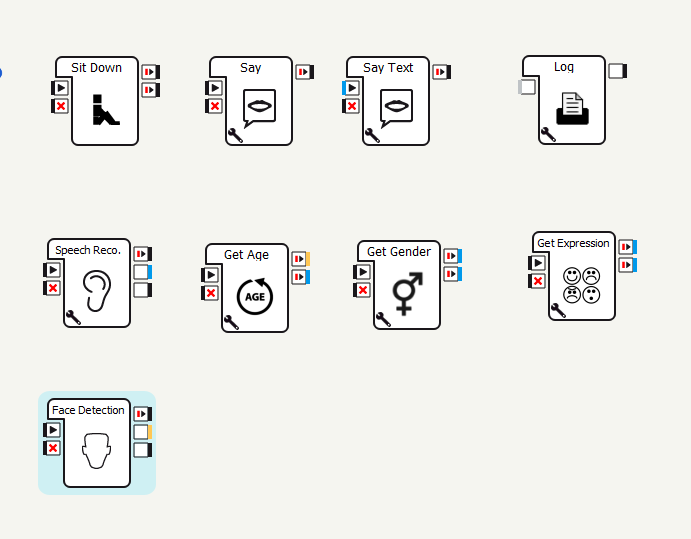 Sit Down
Say
Say Text
Log
Speech Reco.
Get Age
AGE
Get Gender
Get Expression
Face Detection